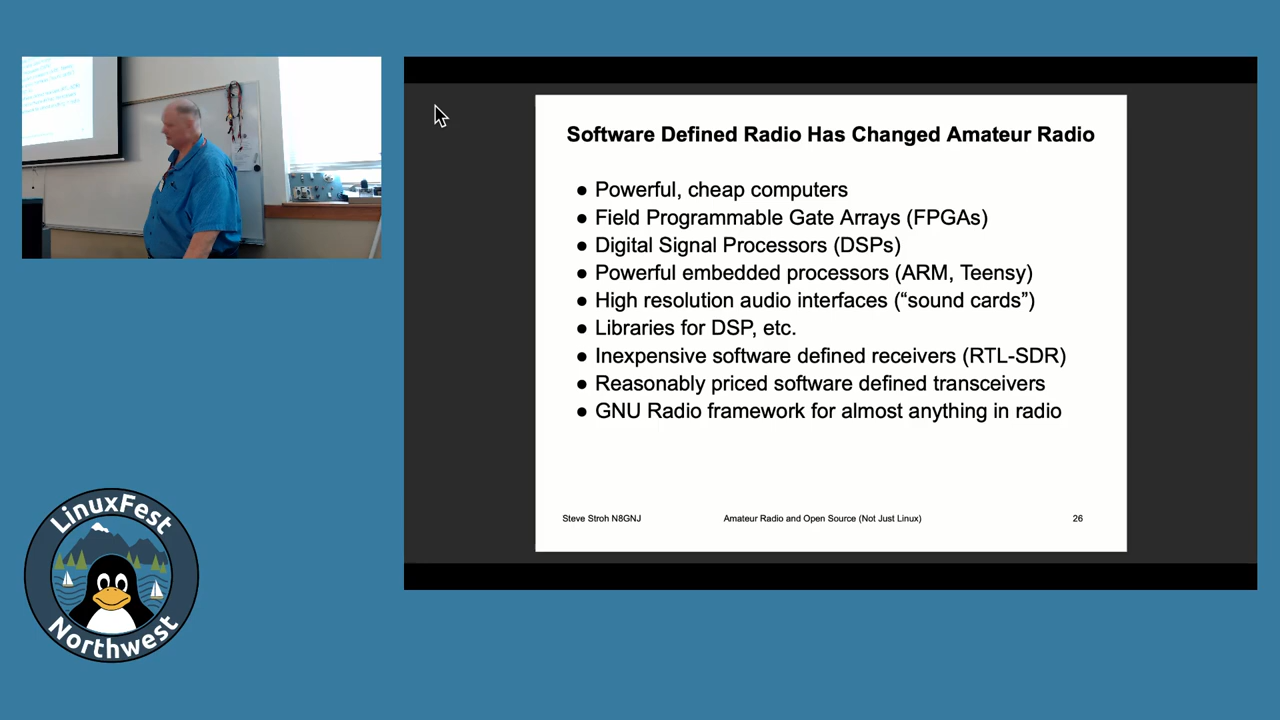 Software Defined Radio Has Changed Amateur Radio
● Powerful, cheap computers
● Field Programmable Gate Arrays (FPGAs)
● Digital Signal Processors (DSPs)
● Powerful embedded processors (ARM, Teensy)
● High resolution audio interfaces (“sound cards”)
● Libraries for DSP, etc.
● Inexpensive software defined receivers (RTL-SDR)
● Reasonably priced software defined transceivers
● GNU Radio framework for almost anything in radio
Steve Stroh N8GNJ
Amateur Radio and Open Source (Not Just Linux)
26
LinuxFest
Northwest